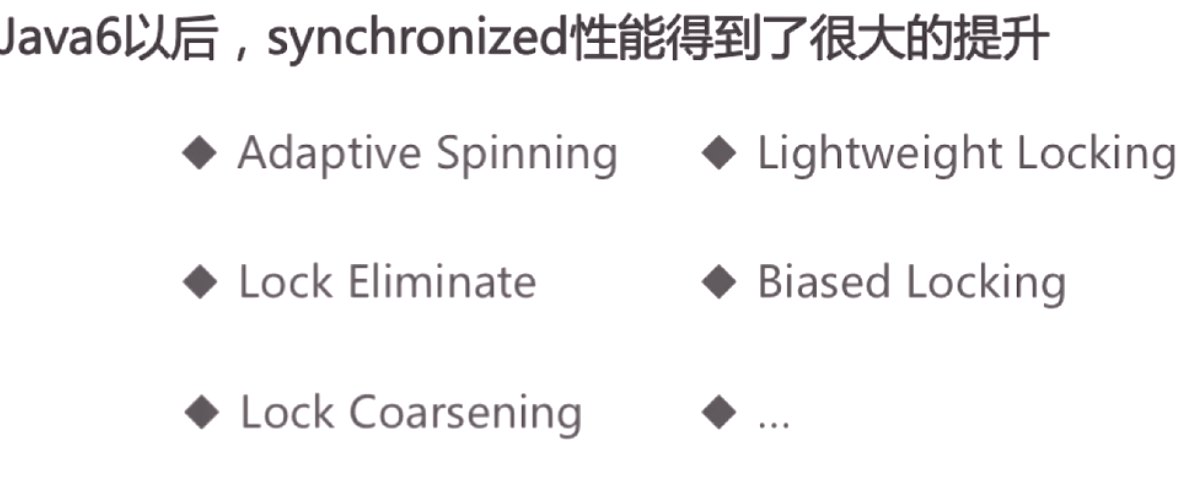 Java6以后，synchronized性能得到了很大的提升
◆ Adaptive Spinning ◆ Lightweight Locking
◆ Lock Eliminate ◆ Biased Locking
◆ Lock Coarsening ◆ ...